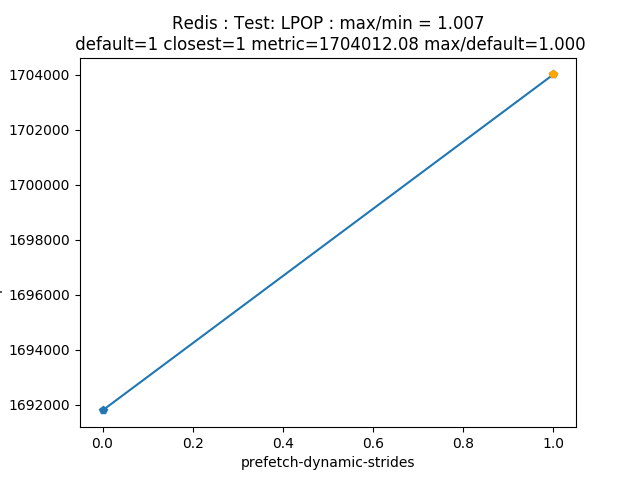 Redis : Test: LPOP : max/min = 1.007
default=1 closest=1 metric=1704012.08 max/default=1.000
1704000
1702000
1700000
1698000
1696000
1694000
1692000
0.0 0.2 0.4 0.6 0.8 1.0
prefetch-dynamic-strides